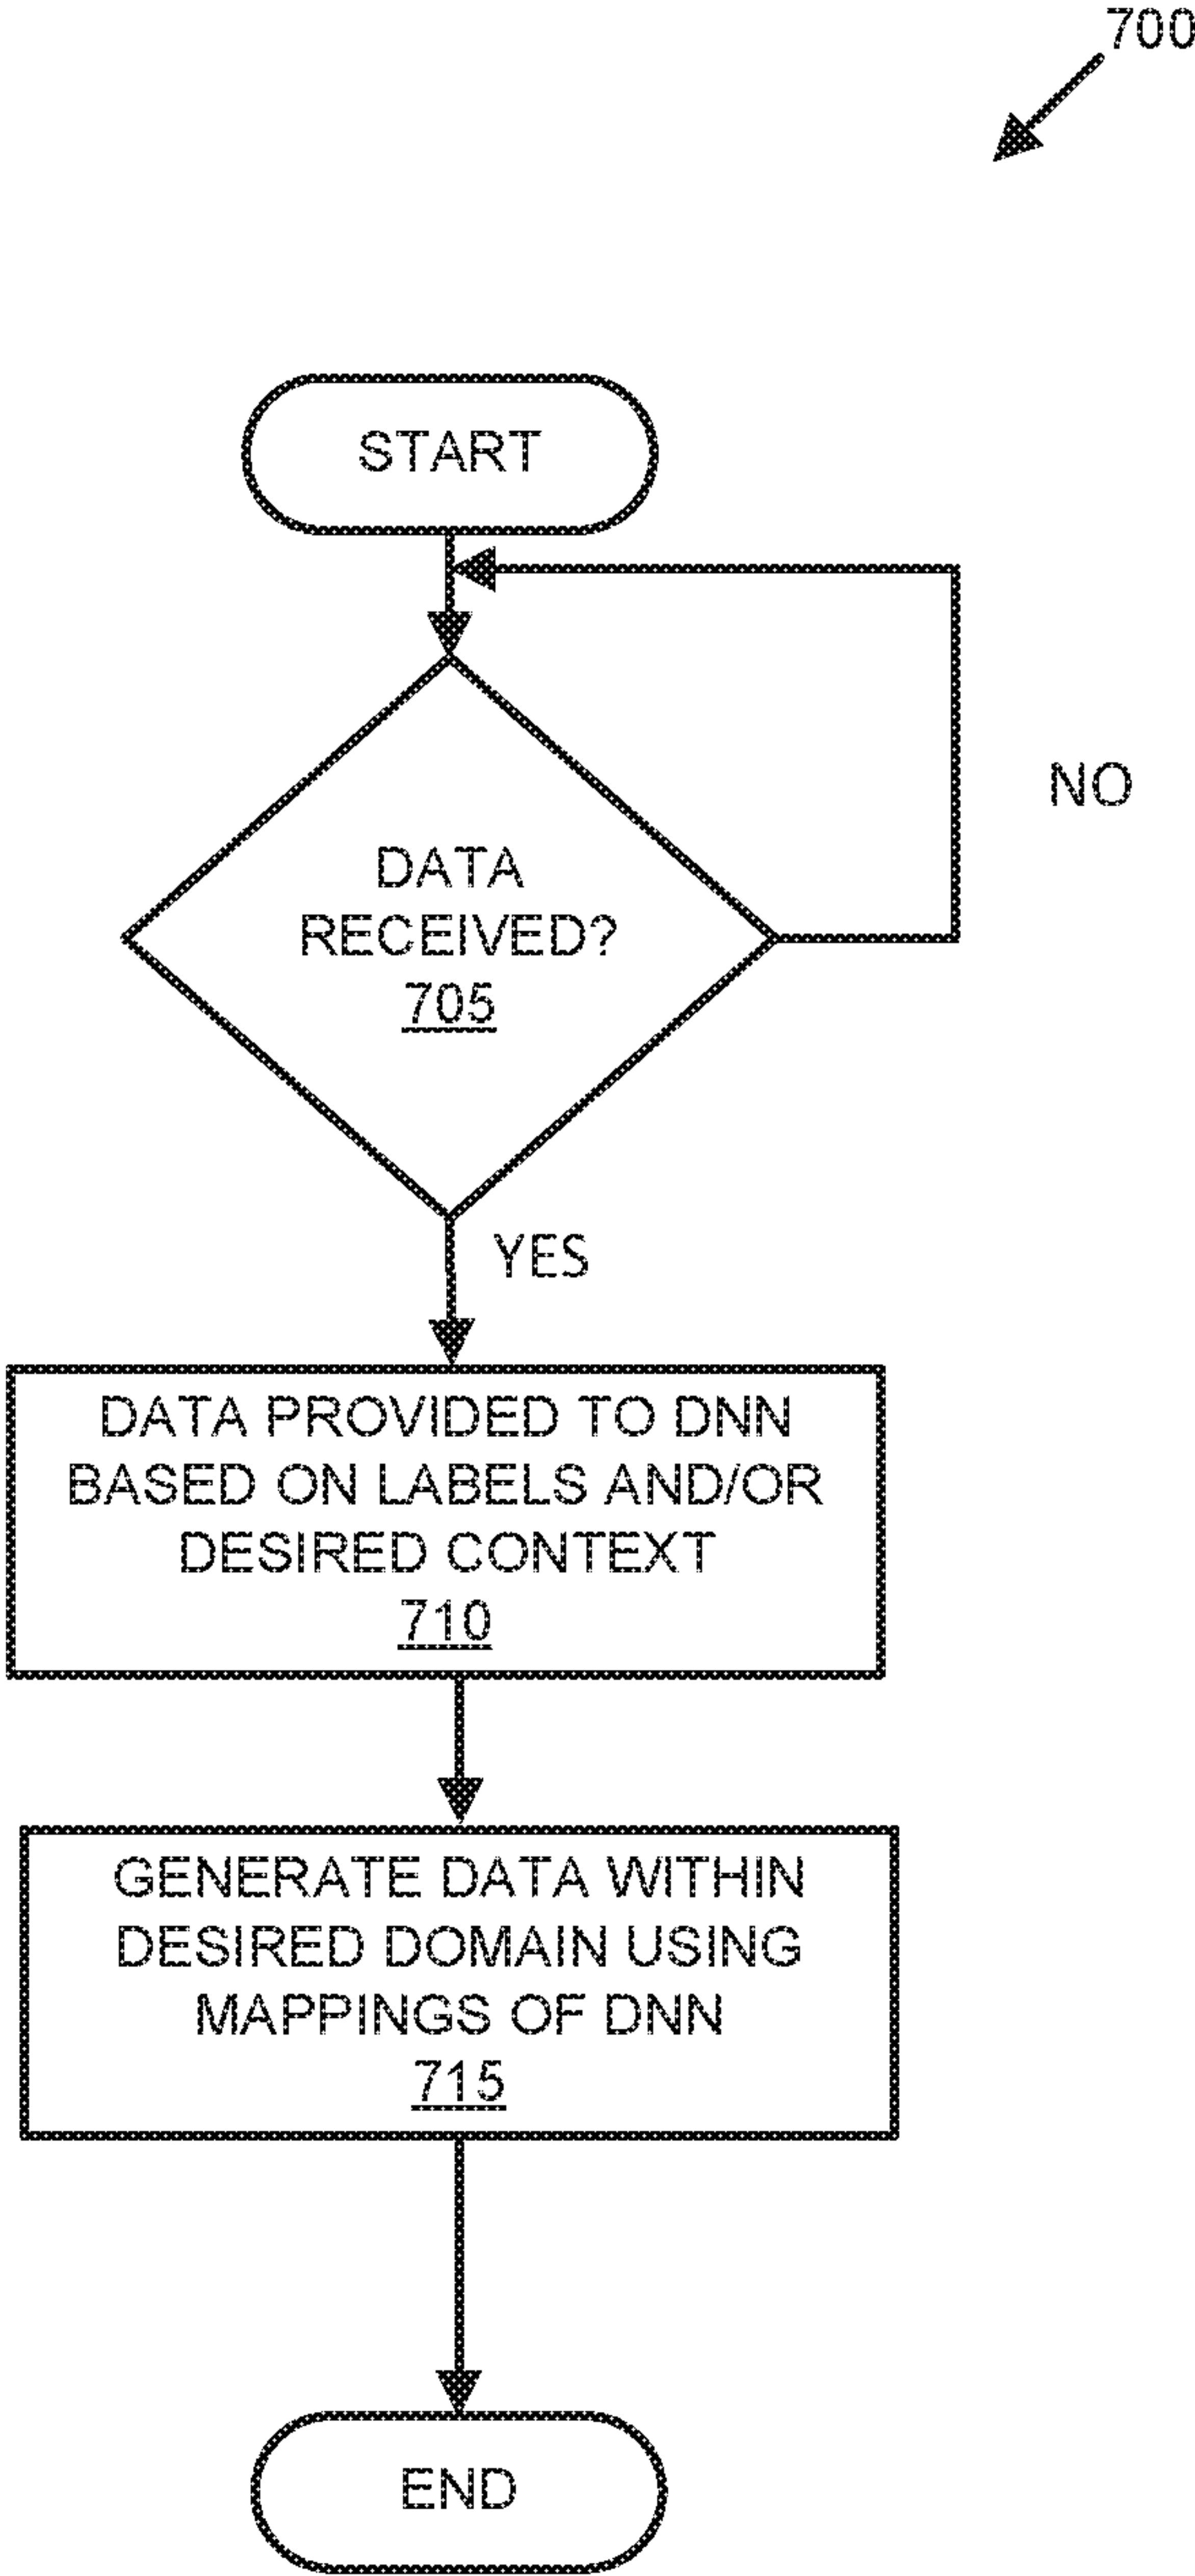 700
START
DATA
RECEIVED?
705
NO
YES
DATA PROVIDED TO DNN
BASED ON LABELS AND/OR
DESIRED CONTEXT
710
GENERATE DATA WITHIN
DESIRED DOMAIN USING
MAPPINGS OF DNN
715
END